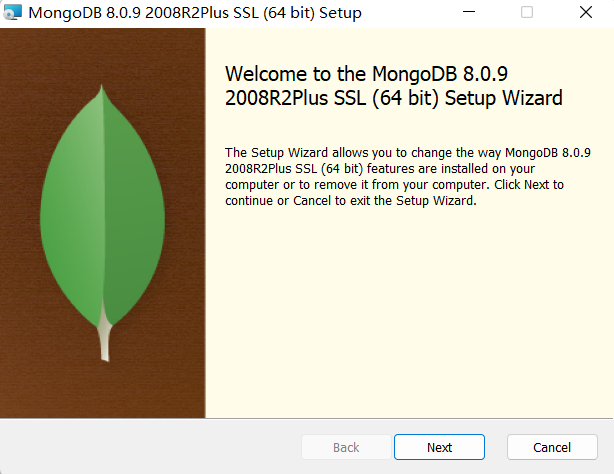 MongoDB 8.0.9 2008R2Plus SSL (64 bit) Setup
Welcome to the MongoDB 8.0.9
2008R2Plus SSL (64 bit) Setup Wizard
The Setup Wizard allows you to change the way MongoDB 8.0.9
2008R2Plus SSL (64 bit) features are installed on your
computer or to remove it from your computer. Click Next to
continue or Cancel to exit the Setup Wizard.
Back Next Cancel